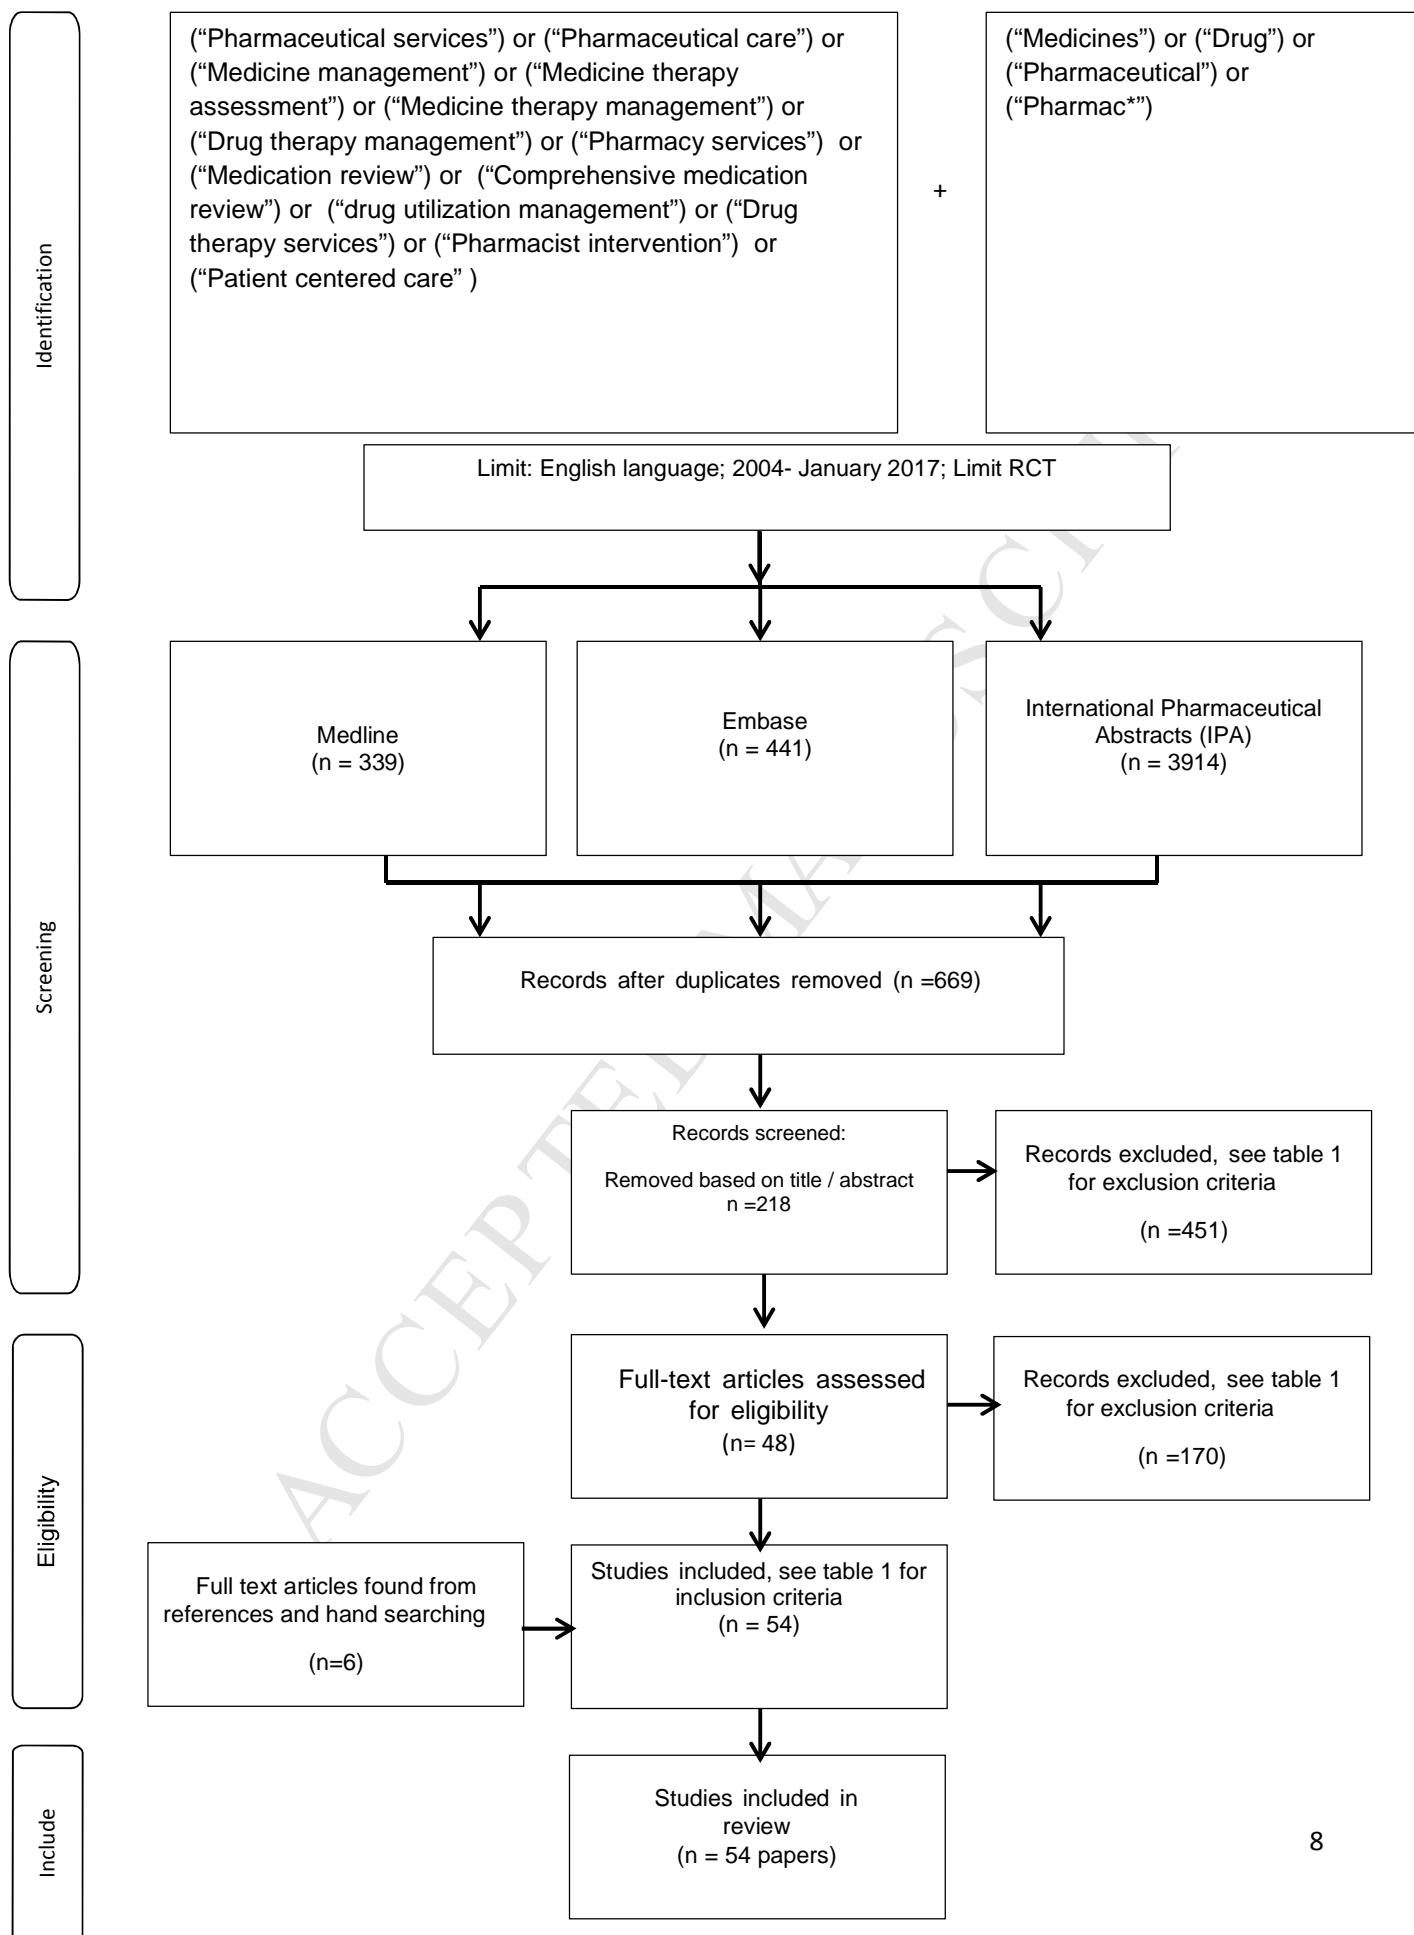 Identification
(“Pharmaceutical services”) or (“Pharmaceutical care”) or
(“Medicine management”) or (“Medicine therapy
assessment”) or (“Medicine therapy management”) or
(“Drug therapy management”) or (“Pharmacy services”) or
(“Medication review”) or (“Comprehensive medication
review”) or (“drug utilization management”) or (“Drug
therapy services”) or (“Pharmacist intervention”) or
(“Patient centered care” )
+
(“Medicines”) or (“Drug”) or
(“Pharmaceutical”) or
(“Pharmac*”)
Limit: English language; 2004- January 2017; Limit RCT
Screening
Medline
(n = 339)
Embase
(n = 441)
International Pharmaceutical
Abstracts (IPA)
(n = 3914)
Records after duplicates removed (n =669)
Records screened:
Removed based on title / abstract
n =218
Records excluded, see table 1
for exclusion criteria
(n =451)
Eligibility
Full-text articles assessed
for eligibility
(n= 48)
Records excluded, see table 1
for exclusion criteria
(n =170)
Full text articles found from
references and hand searching
(n=6)
Studies included, see table 1 for
inclusion criteria
(n = 54)
Include
Studies included in
review
(n = 54 papers)
8